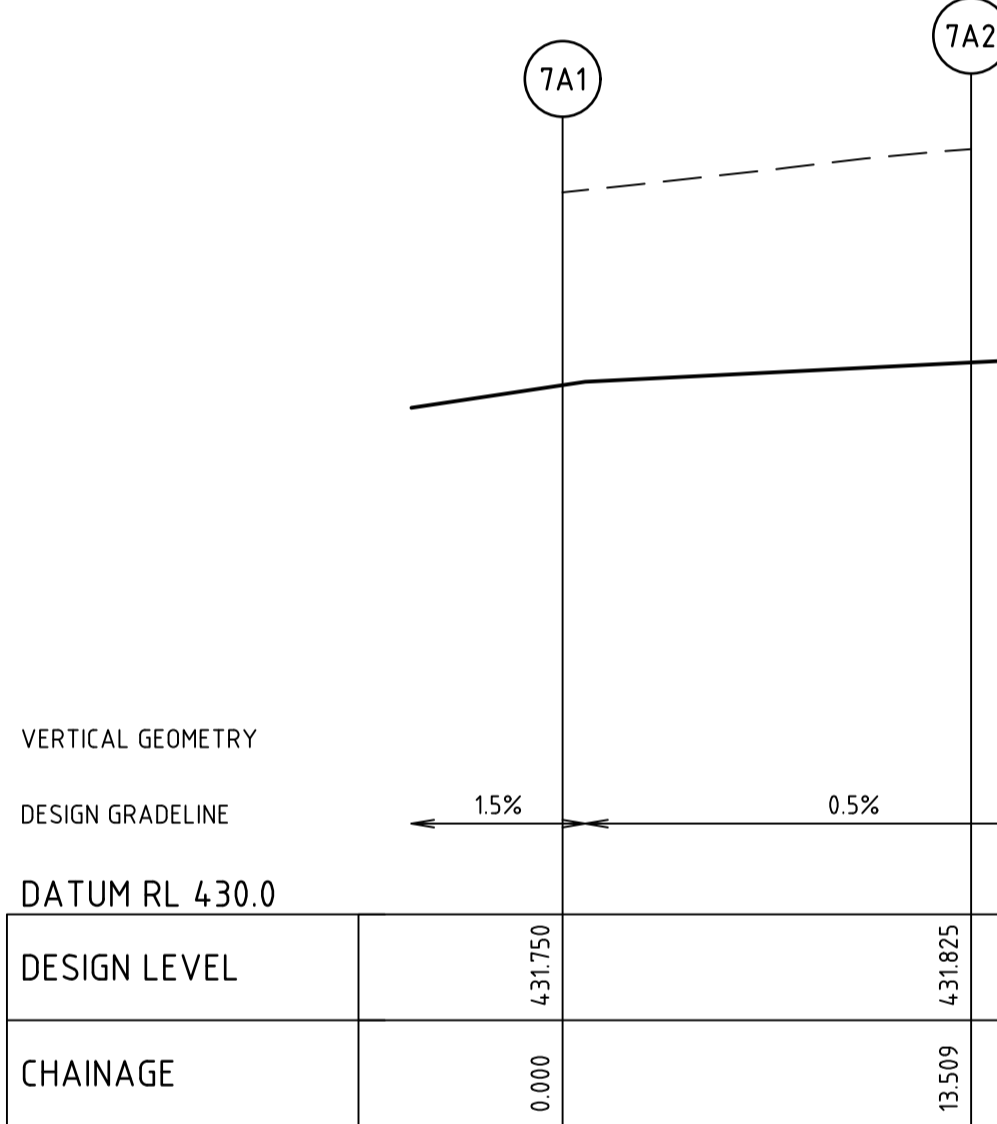 7A2
7A1
VERTICAL GEOMETRY
DESIGN GRADELINE
1.5%
0.5%
DATUM RL 430.0
DESIGN LEVEL
431.750
431.825
CHAINAGE
0.000
13.509